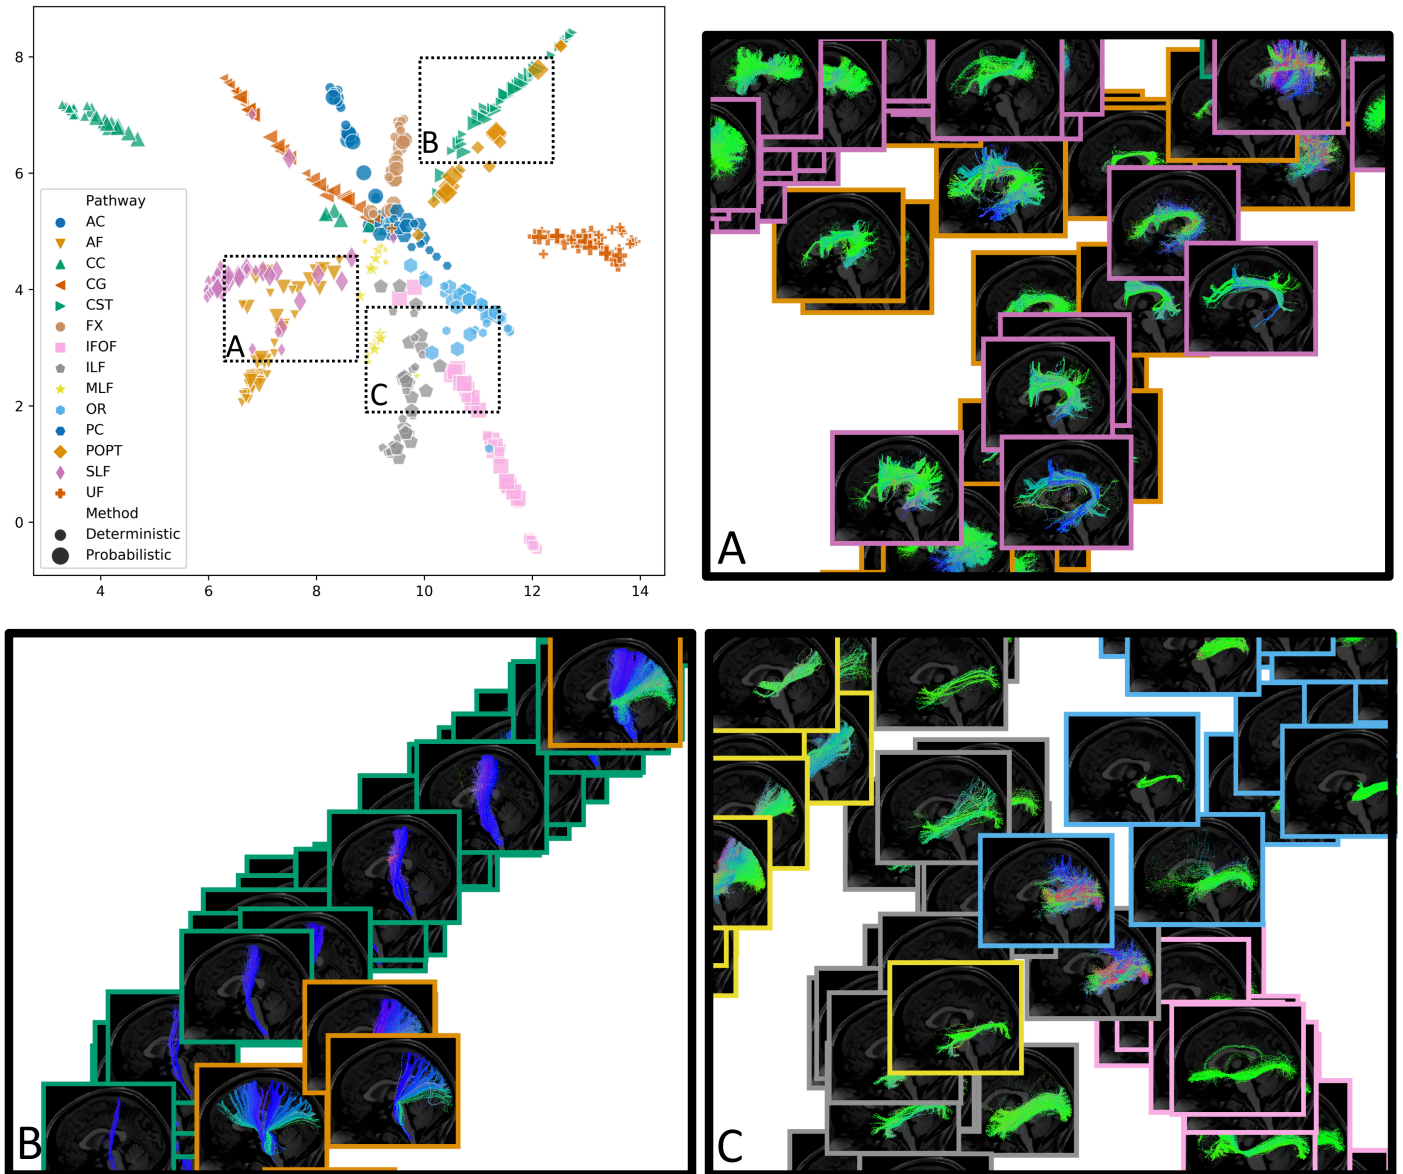 8
6
4
2
0
4
6
8
10
12
14
Pathway
AC
AF
CC
CG
CST
FX
IFOF
ILF
MLF
OR
PC
POPT
SLF
UF
Method
Deterministic
Probabilistic
A
B
C
A
B
C